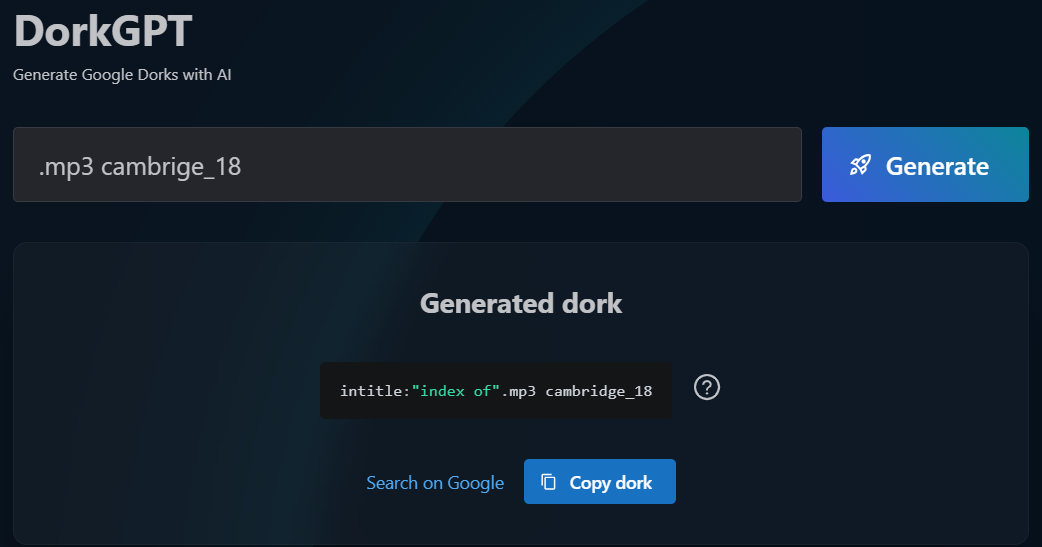 DorkGPT
Generate Google Dorks with AI
.mp3 cambrige_18
Generate
Generated dork
intitle:"index of".mp3 cambridge_18
?
Search on Google
Copy dork